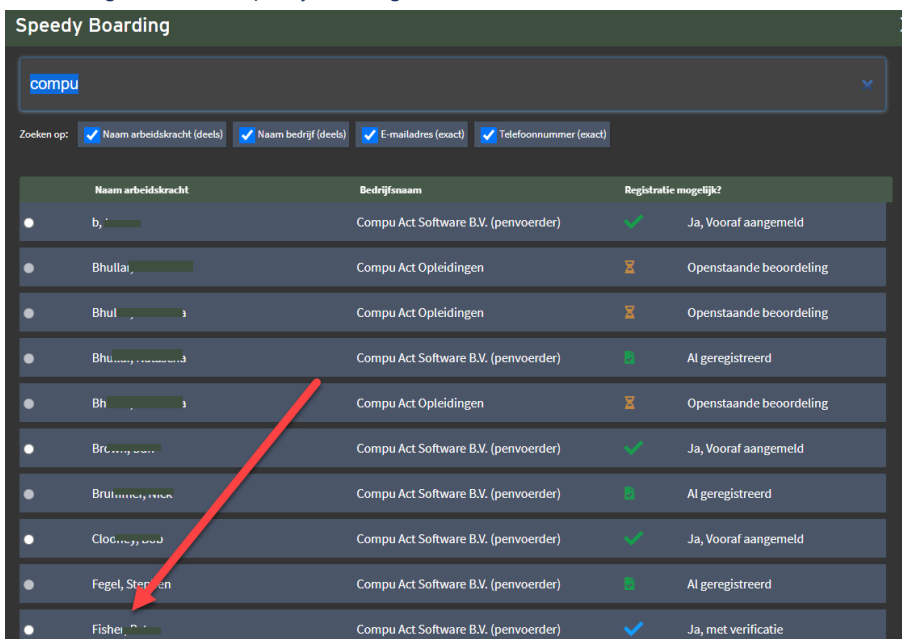 Speedy Boarding
compu
Zoeken op: Naam arbeidskracht (deels) Naam bedrijf (deels) E-mailadres (exact) Telefoonnummer (exact)
Naam arbeidskracht Bedrijfsnaam Registratie mogelijk?
b, Compu Act Software B.V. (penvoerder) Ja, Vooraf aangemeld
Compu Act Opleidingen Openstaande beoordeling
Compu Act Opleidingen Openstaande beoordeling
Compu Act Software B.V. (penvoerder) Al geregistreerd
Compu Act Opleidingen Openstaande beoordeling
Compu Act Software B.V. (penvoerder) Ja, Vooraf aangemeld
Compu Act Software B.V. (penvoerder) Al geregistreerd
Compu Act Software B.V. (penvoerder) Ja, Vooraf aangemeld
Fegel, Compu Act Software B.V. (penvoerder) Al geregistreerd
Compu Act Software B.V. (penvoerder) Ja, met verificatie